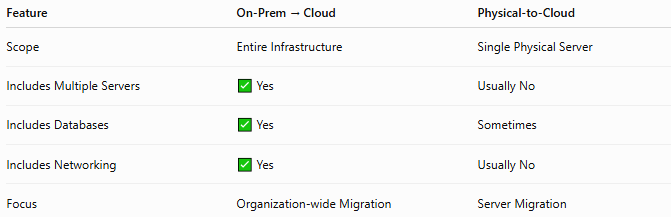 Feature On-Prem → Cloud Physical-to-Cloud
Scope Entire Infrastructure Single Physical Server
Includes Multiple Servers ✅ Yes Usually No
Includes Databases ✅ Yes Sometimes
Includes Networking ✅ Yes Usually No
Focus Organization-wide Migration Server Migration